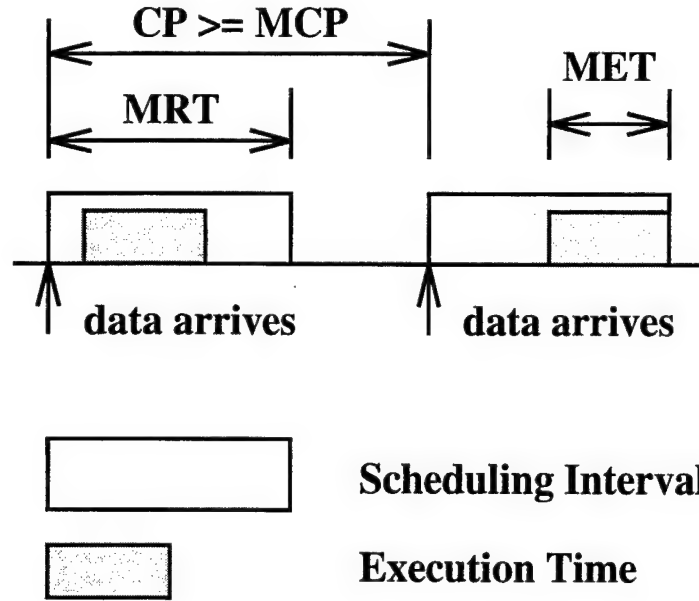 CP >= MCP
MET
MRT
data arrives
data arrives
Scheduling Interval
Execution Time